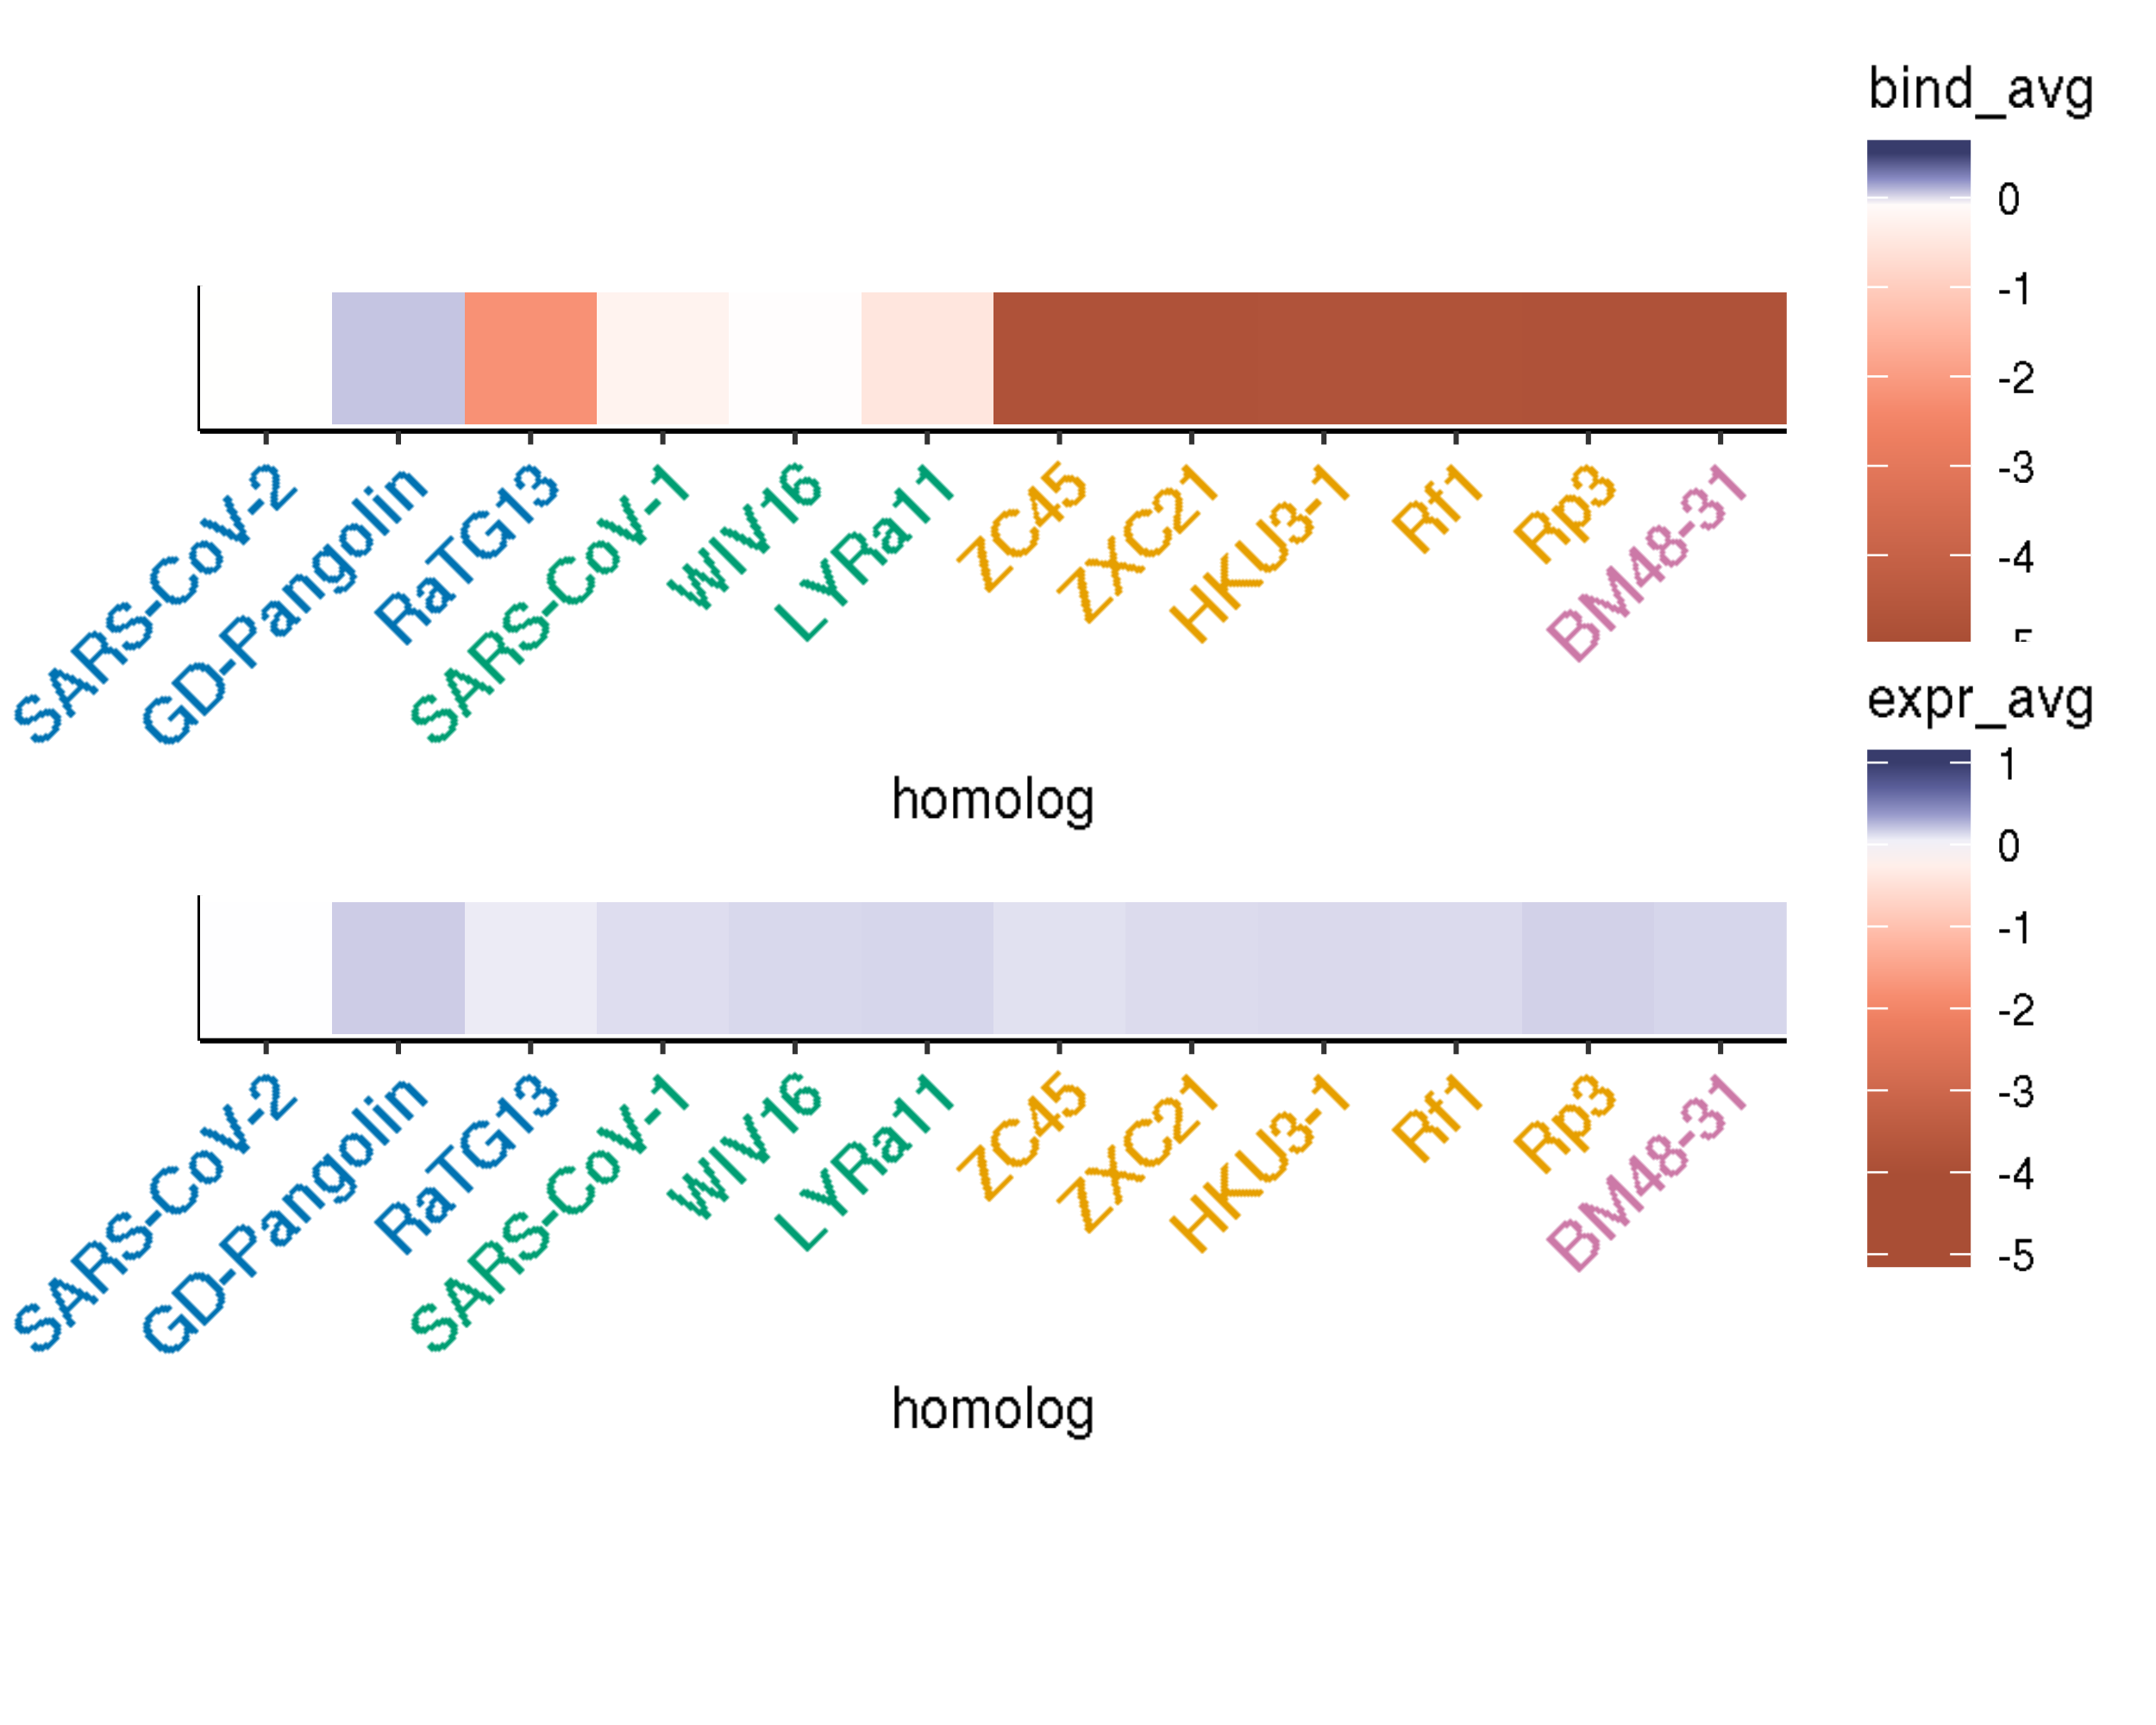 bind_avg
0
-1
-2
-3
-4
SARS-CoV-2
GD-Pangolin
RaTG13
SARS-CoV-1
WIV16
LYRa11
ZC45
ZXC21
HKU3-1
Rf1
Rp3
BM48-31
homolog
expr_avg
1
0
-1
-2
-3
-4
-5
SARS-CoV-2
GD-Pangolin
RaTG13
SARS-CoV-1
WIV16
LYRa11
ZC45
ZXC21
HKU3-1
Rf1
Rp3
BM48-31
homolog